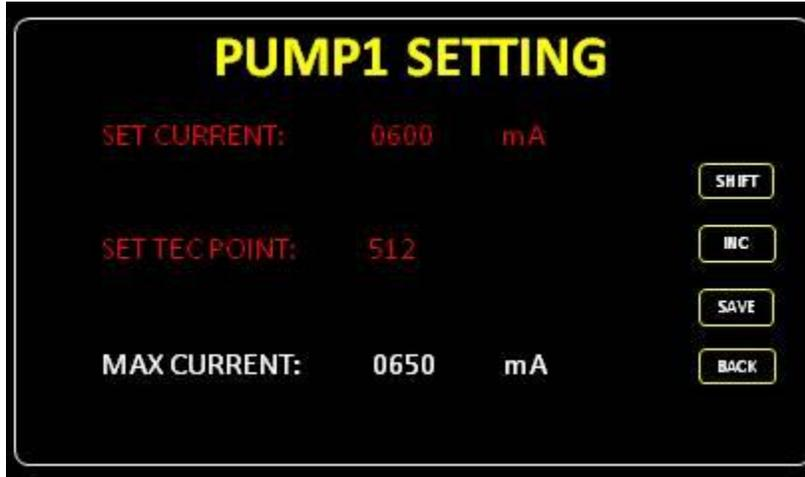 PUMP1 SETTING
SET CURRENT: 0600 mA
SHIFT
SET TEC POINT: 512
INC
SAVE
MAX CURRENT: 0650 mA
BACK